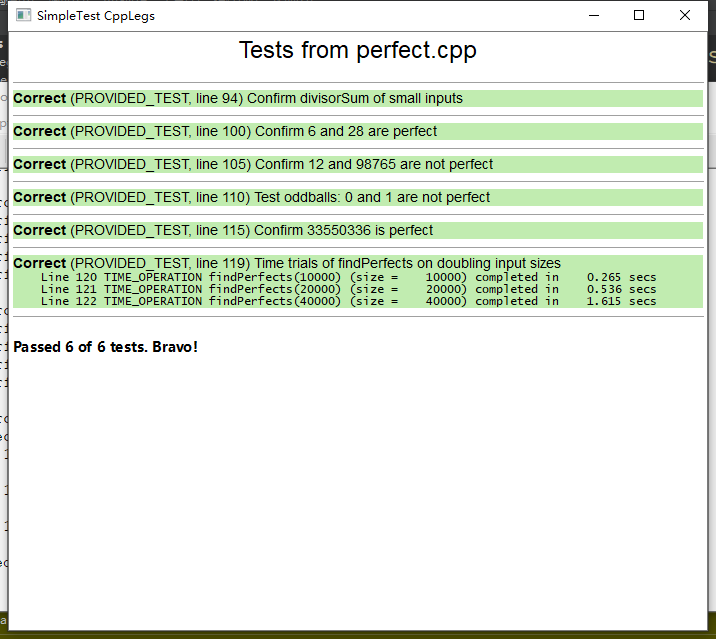 SimpleTest CppLegs
Tests from perfect.cpp
Correct (PROVIDED_TEST, line 94) Confirm divisorSum of small inputs
Correct (PROVIDED_TEST, line 100) Confirm 6 and 28 are perfect
Correct (PROVIDED_TEST, line 105) Confirm 12 and 98765 are not perfect
Correct (PROVIDED_TEST, line 110) Test oddballs: 0 and 1 are not perfect
Correct (PROVIDED_TEST, line 115) Confirm 33550336 is perfect
Correct (PROVIDED_TEST, line 119) Time trials of findPerfects on doubling input sizes
Line 120 TIME_OPERATION findPerfects(10000) (size =    10000) completed in    0.265 secs
Line 121 TIME_OPERATION findPerfects(20000) (size =    20000) completed in    0.536 secs
Line 122 TIME_OPERATION findPerfects(40000) (size =    40000) completed in    1.615 secs
Passed 6 of 6 tests. Bravo!